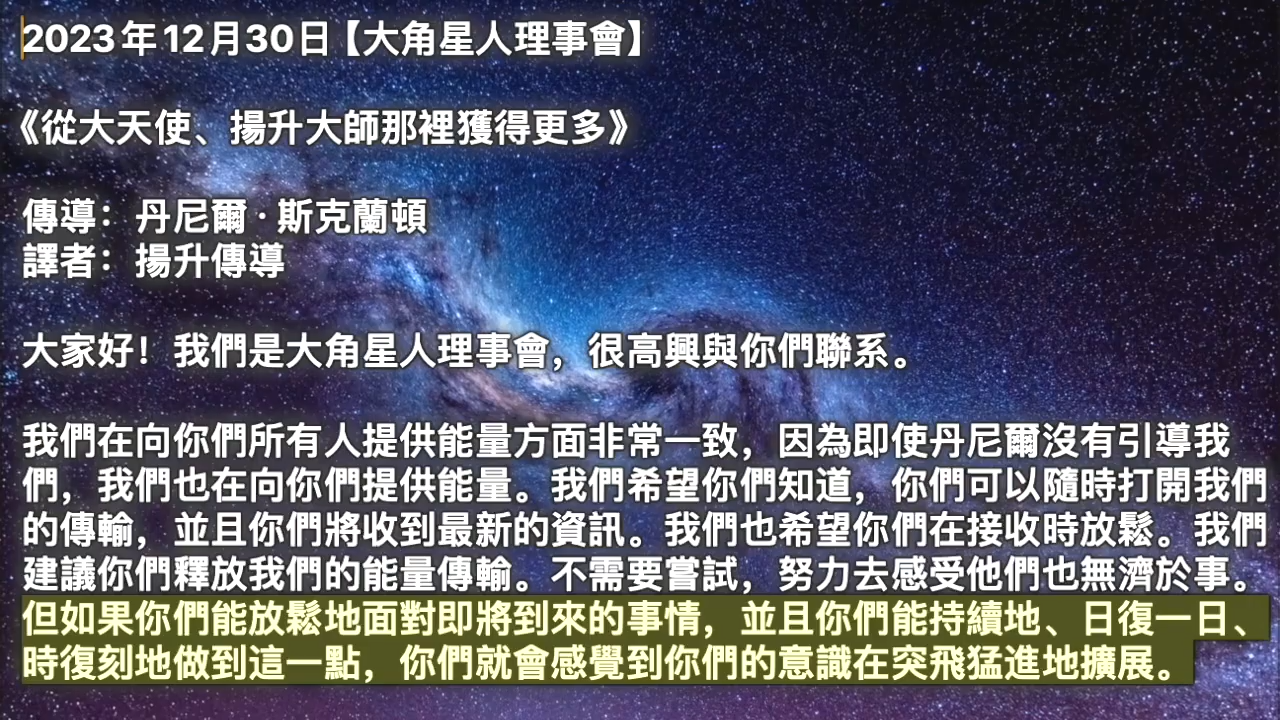 2023年12月30日【大角星人理事會】
《從大天使、揚升大師那裡獲得更多》
傳導：丹尼爾·斯克蘭頓
譯者：揚升傳導
大家好！我們是大角星人理事會，很高興與你們聯系。
我們在向你們所有人提供能量方面非常一致，因為即使丹尼爾沒有引導我
們，我們也在向你們提供能量。我們希望你們知道，你們可以隨時打開我們
的傳輸，並且你們將收到最新的資訊。我們也希望你們在接收時放鬆。我們
建議你們釋放我們的能量傳輸。不需要嘗試，努力去感受他們也無濟於事。
但如果你們能放鬆地面對即將到來的事情，並且你們能持續地、日復一日、
時復刻地做到這一點，你們就會感覺到你們的意識在突飛猛進地擴展。